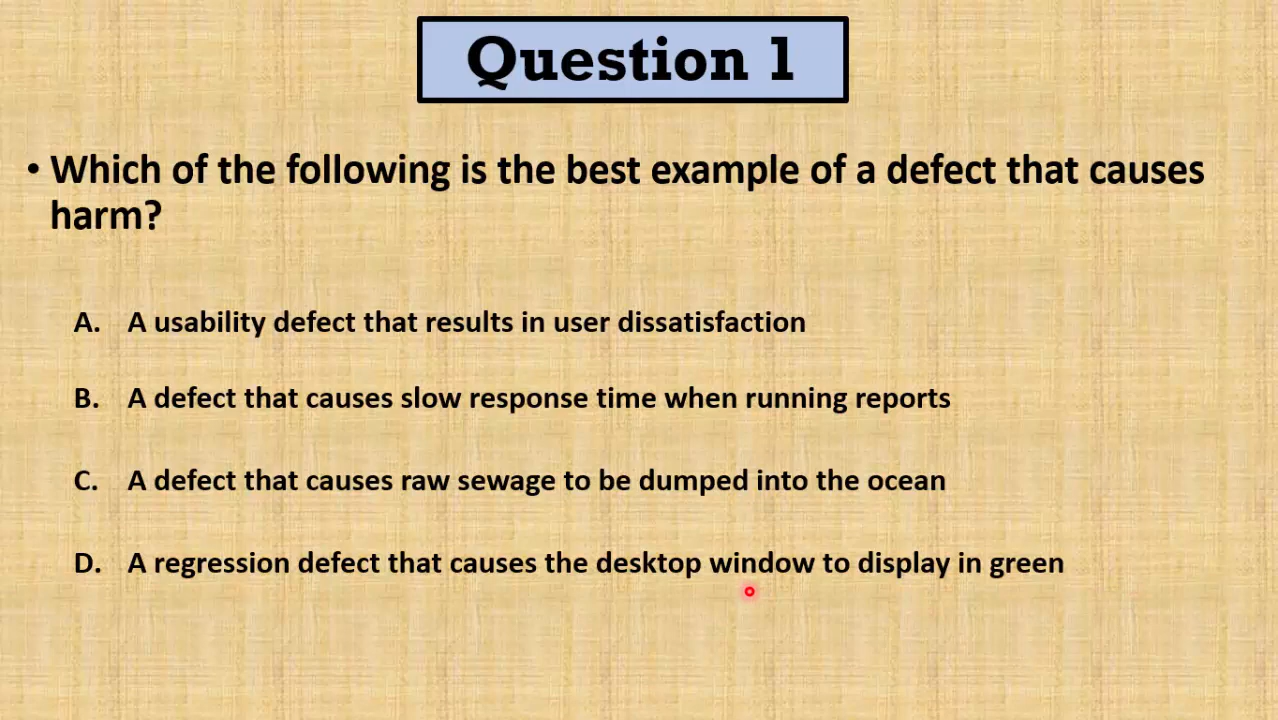 Question 1
• Which of the following is the best example of a defect that causes
harm?
A. A usability defect that results in user dissatisfaction
B. A defect that causes slow response time when running reports
C. A defect that causes raw sewage to be dumped into the ocean
D. A regression defect that causes the desktop window to display in green